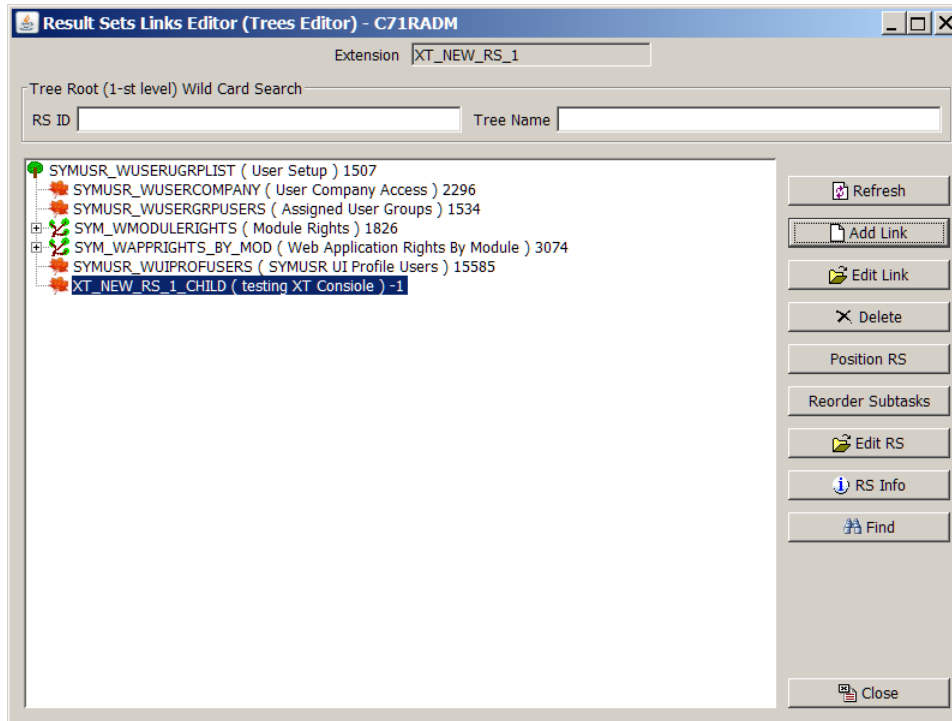 Result Sets Links Editor (Trees Editor) - C71RADM
Extension XT_NEW_RS_1
Tree Root (1-st level) Wild Card Search
RS ID Tree Name
SYMUSR_WUSERUGRPLIST ( User Setup ) 1507
SYMUSR_WUSERCOMPANY ( User Company Access ) 2296
SYMUSR_WUSERGRPUSERS ( Assigned User Groups ) 1534
SYM_WMODULERIGHTS ( Module Rights ) 1826
SYM_WAPPRIGHTS_BY_MOD ( Web Application Rights By Module ) 3074
SYMUSR_WUIPROFUSERS ( SYMUSR UI Profile Users ) 15585
XT_NEW_RS_1_CHILD ( testing XT Consiole ) -1
Refresh
Add Link
Edit Link
Delete
Position RS
Reorder Subtasks
Edit RS
RS Info
Find
Close